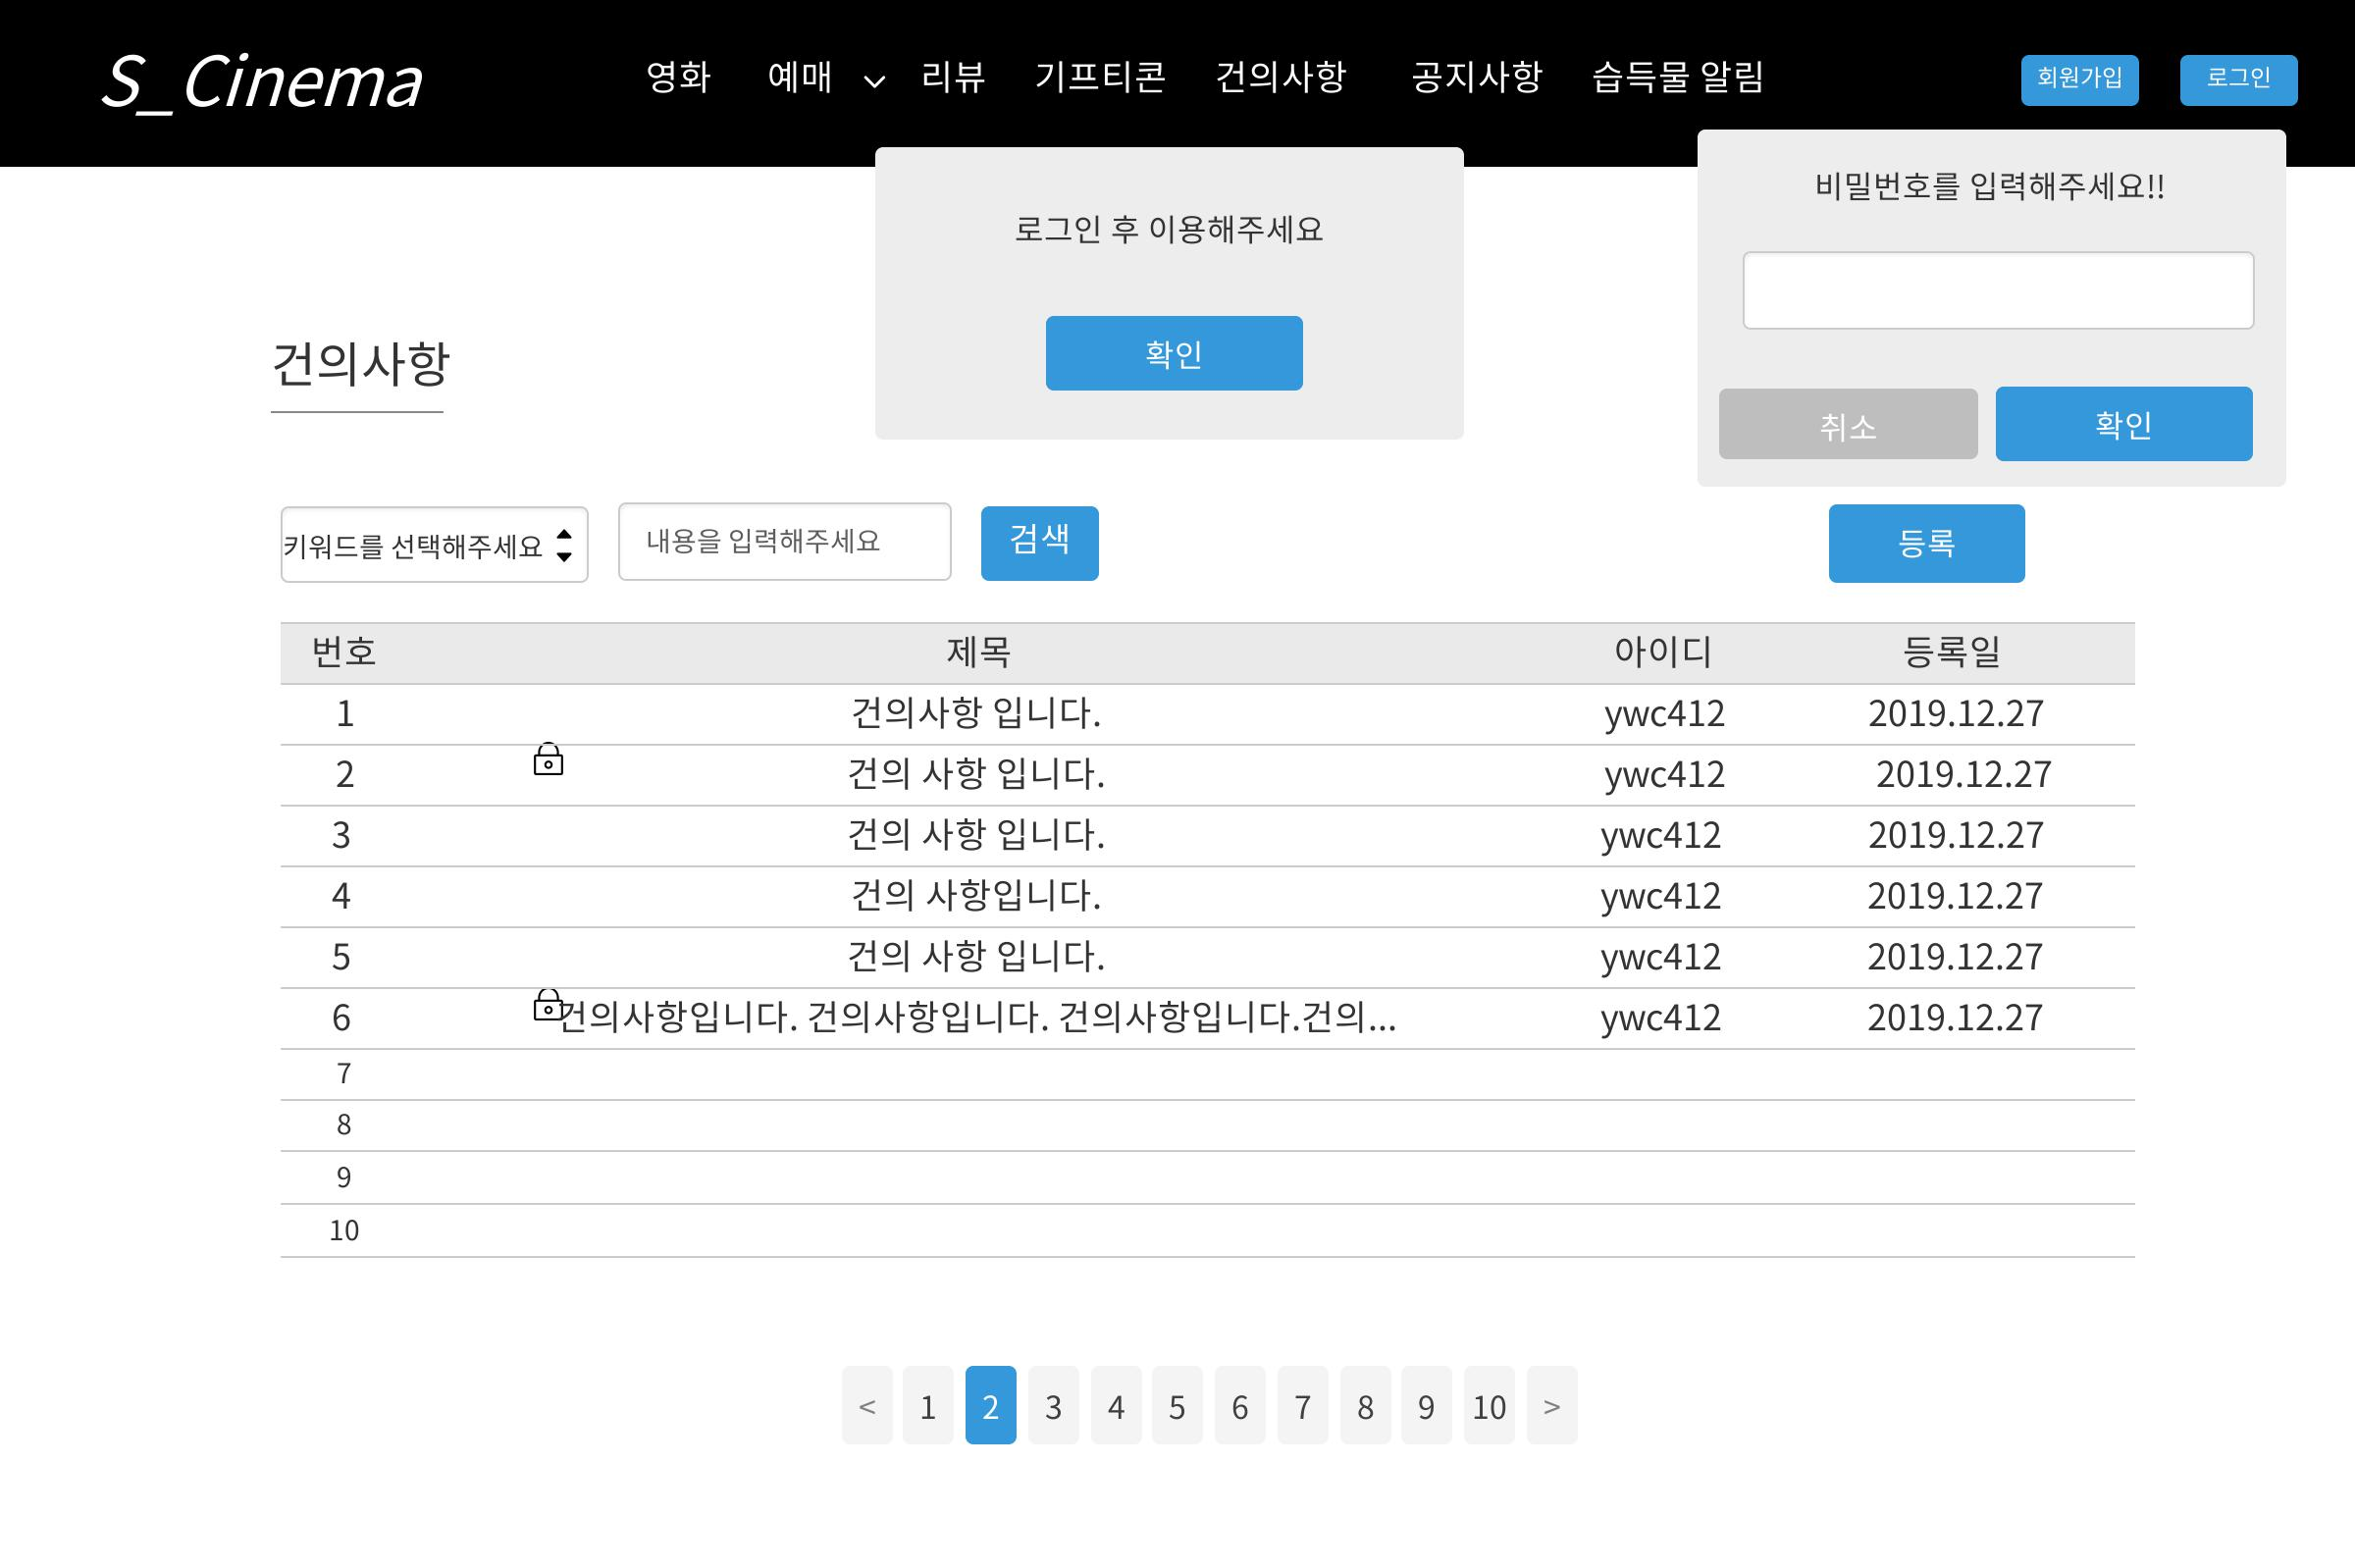 S_Cinema 영화 예매 리뷰 기프티콘 건의사항 공지사항 습득물 알림 회원가입 로그인
비밀번호를 입력해주세요!!
로그인 후 이용해주세요
확인
건의사항
취소 확인
키워드를 선택해주세요 내용을 입력해주세요 검색 등록
번호 제목 아이디 등록일
1 건의사항 입니다. ywc412 2019.12.27
2 건의 사항 입니다. ywc412 2019.12.27
3 건의 사항 입니다. ywc412 2019.12.27
4 건의 사항입니다. ywc412 2019.12.27
5 건의 사항 입니다. ywc412 2019.12.27
6 건의사항입니다. 건의사항입니다. 건의사항입니다.건의... ywc412 2019.12.27
7
8
9
10
< 1 2 3 4 5 6 7 8 9 10 >